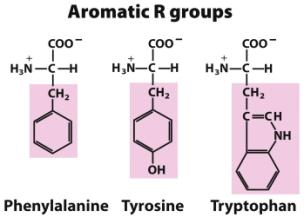 Aromatic R groups
COO⁻ COO⁻ COO⁻
H₃N⁺—C—H H₃N⁺—C—H H₃N⁺—C—H
CH₂ CH₂ CH₂
C=CH
NH
OH
Phenylalanine Tyrosine Tryptophan